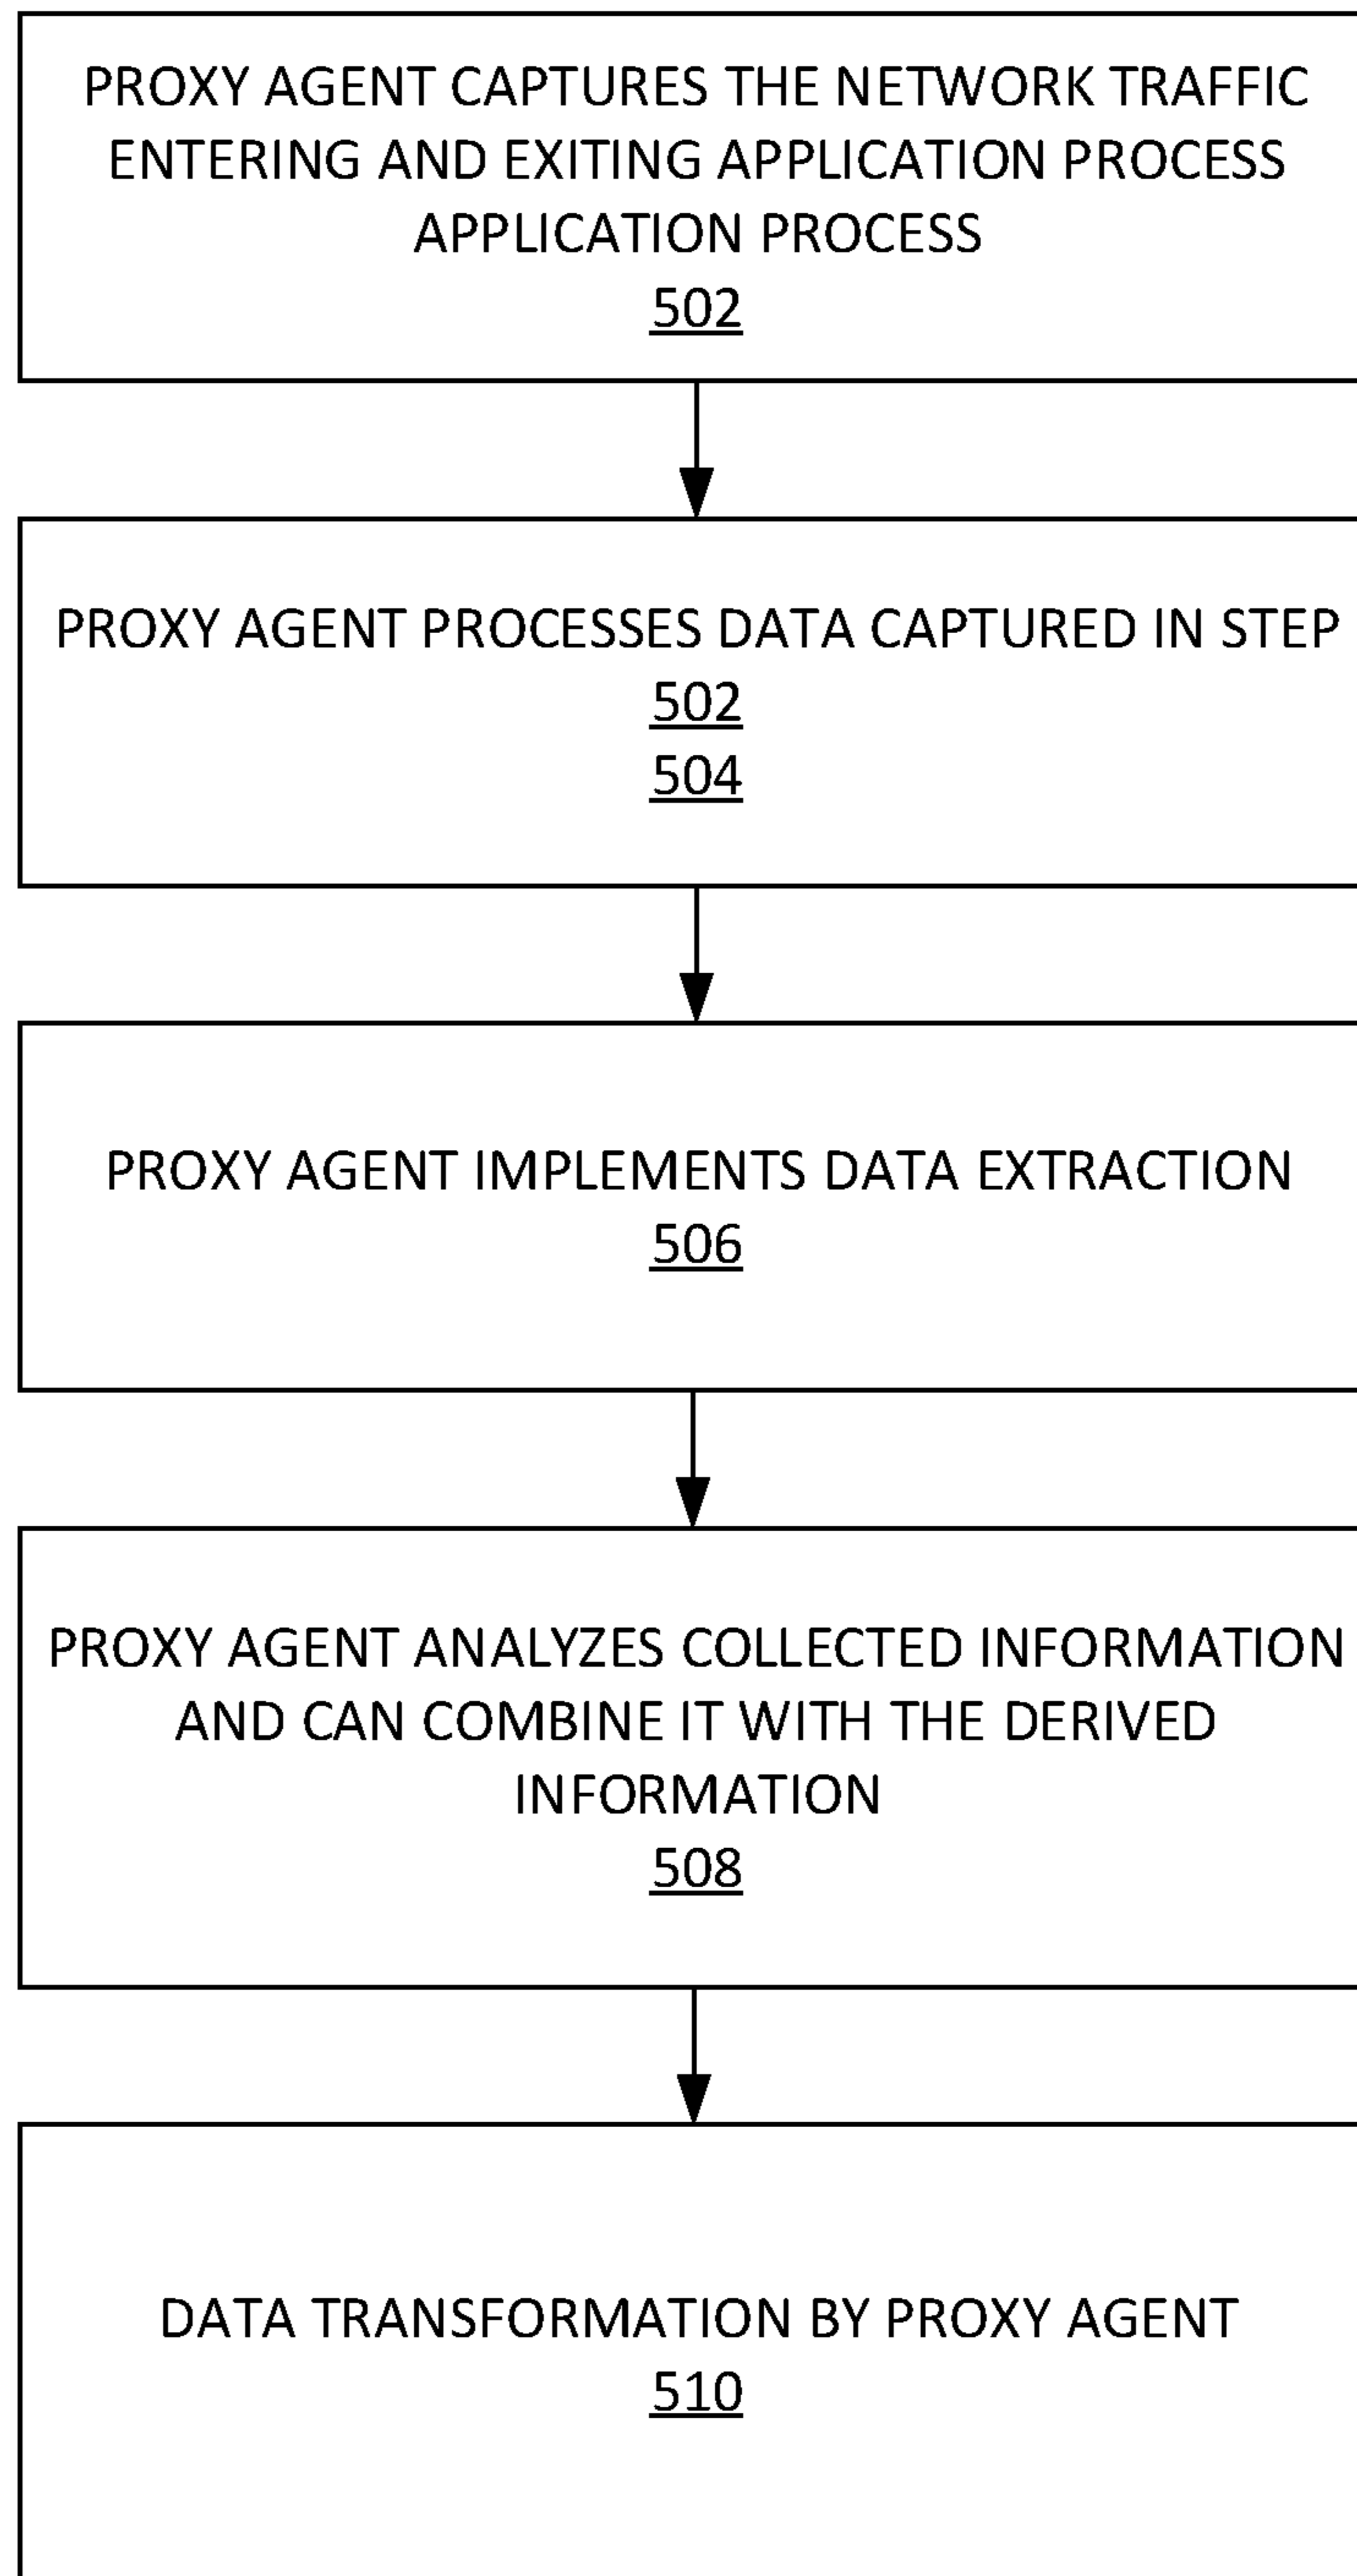 PROXY AGENT CAPTURES THE NETWORK TRAFFIC
ENTERING AND EXITING APPLICATION PROCESS
APPLICATION PROCESS
502
PROXY AGENT PROCESSES DATA CAPTURED IN STEP
502
504
PROXY AGENT IMPLEMENTS DATA EXTRACTION
506
PROXY AGENT ANALYZES COLLECTED INFORMATION
AND CAN COMBINE IT WITH THE DERIVED
INFORMATION
508
DATA TRANSFORMATION BY PROXY AGENT
510